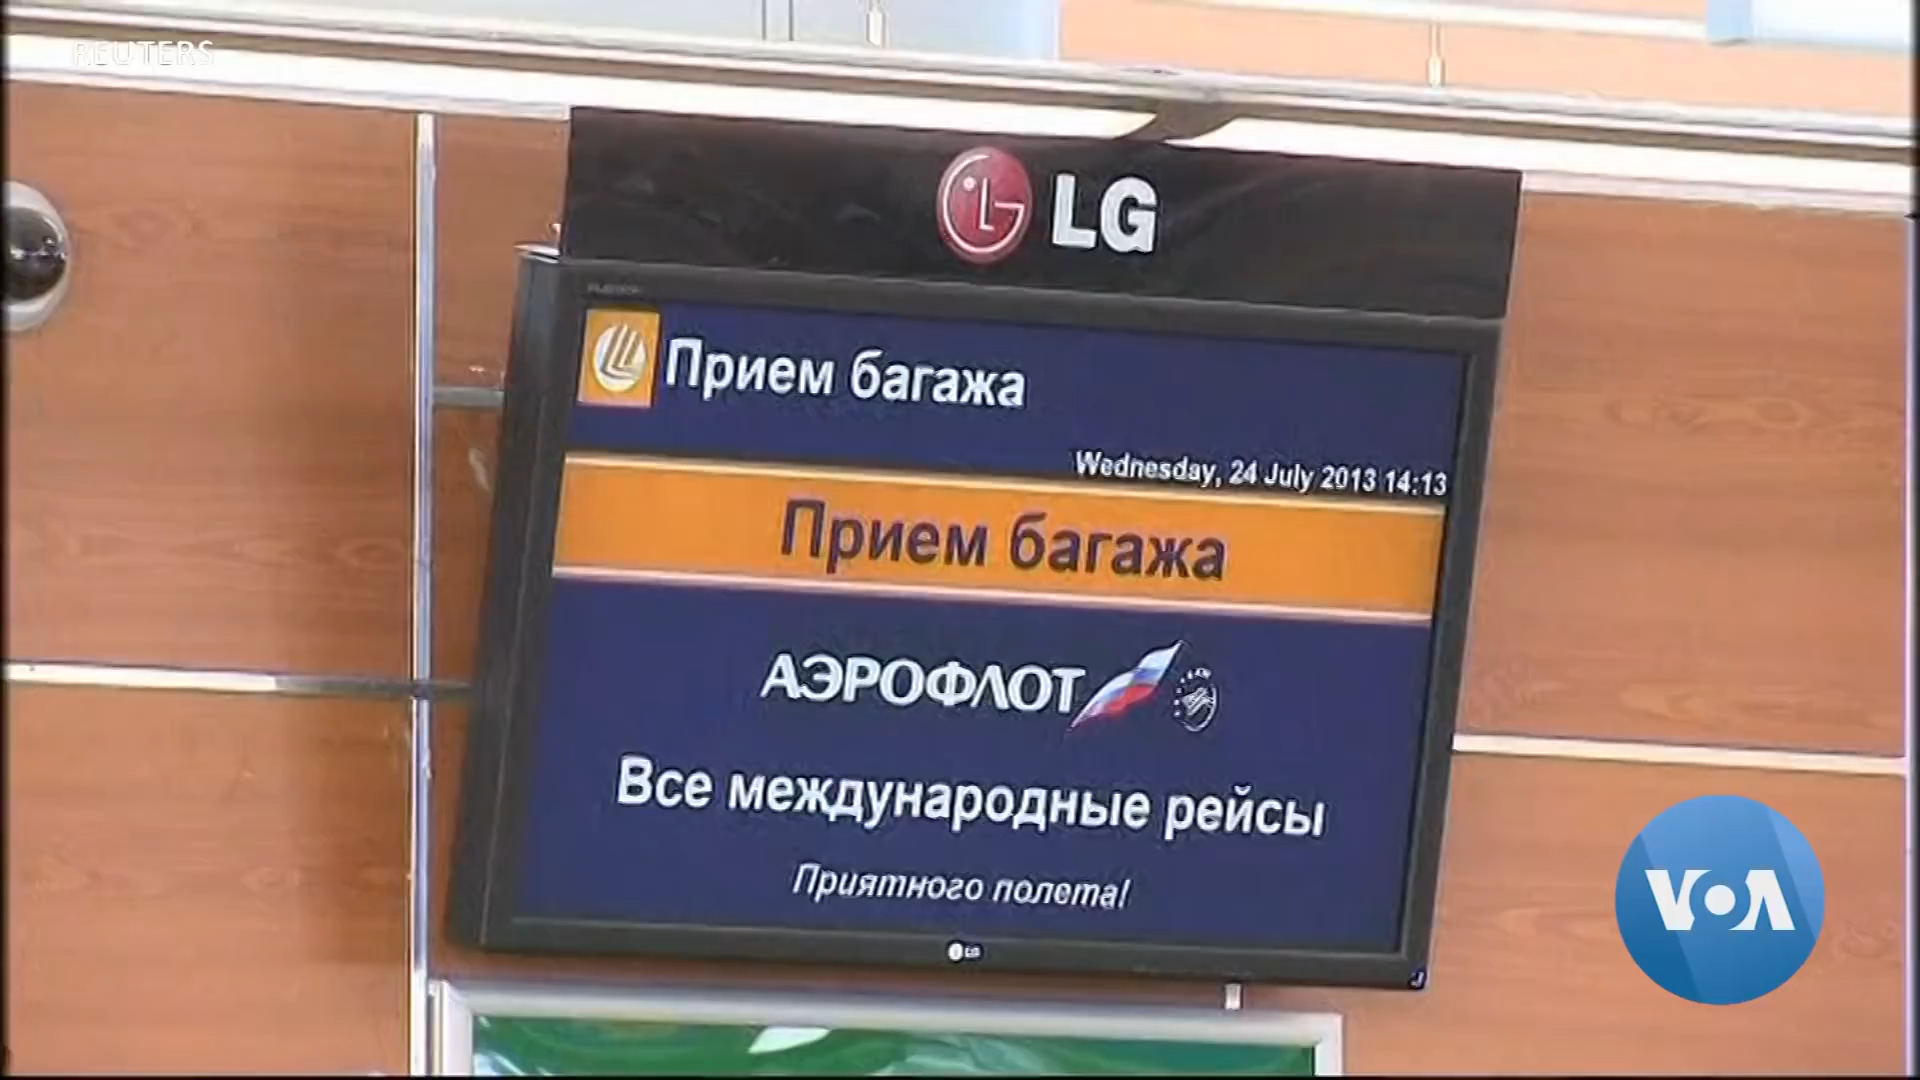 REUTERS
LG
Прием багажа
Wednesday, 24 July 2013 14:13
Прием багажа
АЭРОФЛОТ
Все международные рейсы
Приятного полета!
LG
VOA